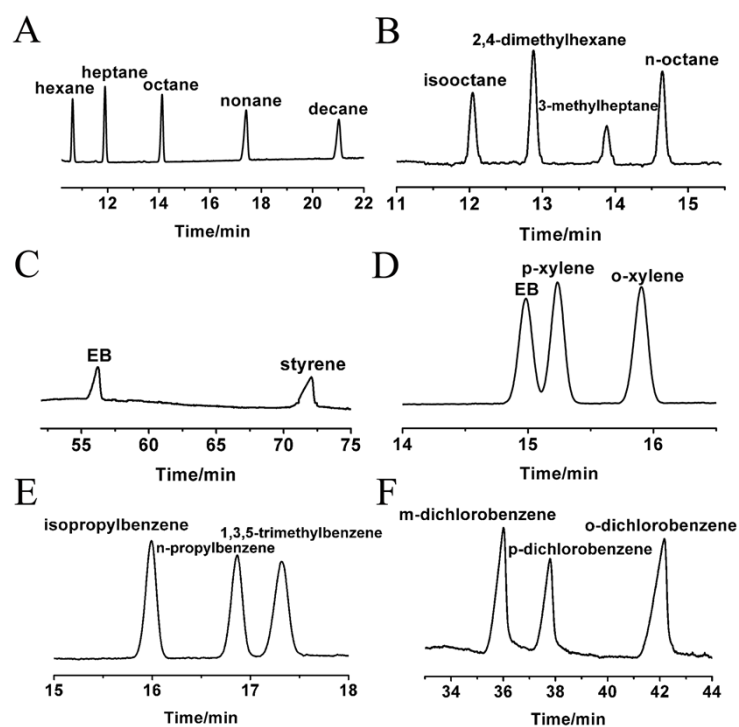 A
hexane
heptane
octane
nonane
decane
12 14 16 18 20 22
Time/min
B
isooctane
2,4-dimethylhexane
3-methylheptane
n-octane
11 12 13 14 15
Time/min
C
EB
styrene
55 60 65 70 75
Time/min
D
EB
p-xylene
o-xylene
14 15 16
Time/min
E
isopropylbenzene
n-propylbenzene
1,3,5-trimethylbenzene
15 16 17 18
Time/min
F
m-dichlorobenzene
p-dichlorobenzene
o-dichlorobenzene
34 36 38 40 42 44
Time/min